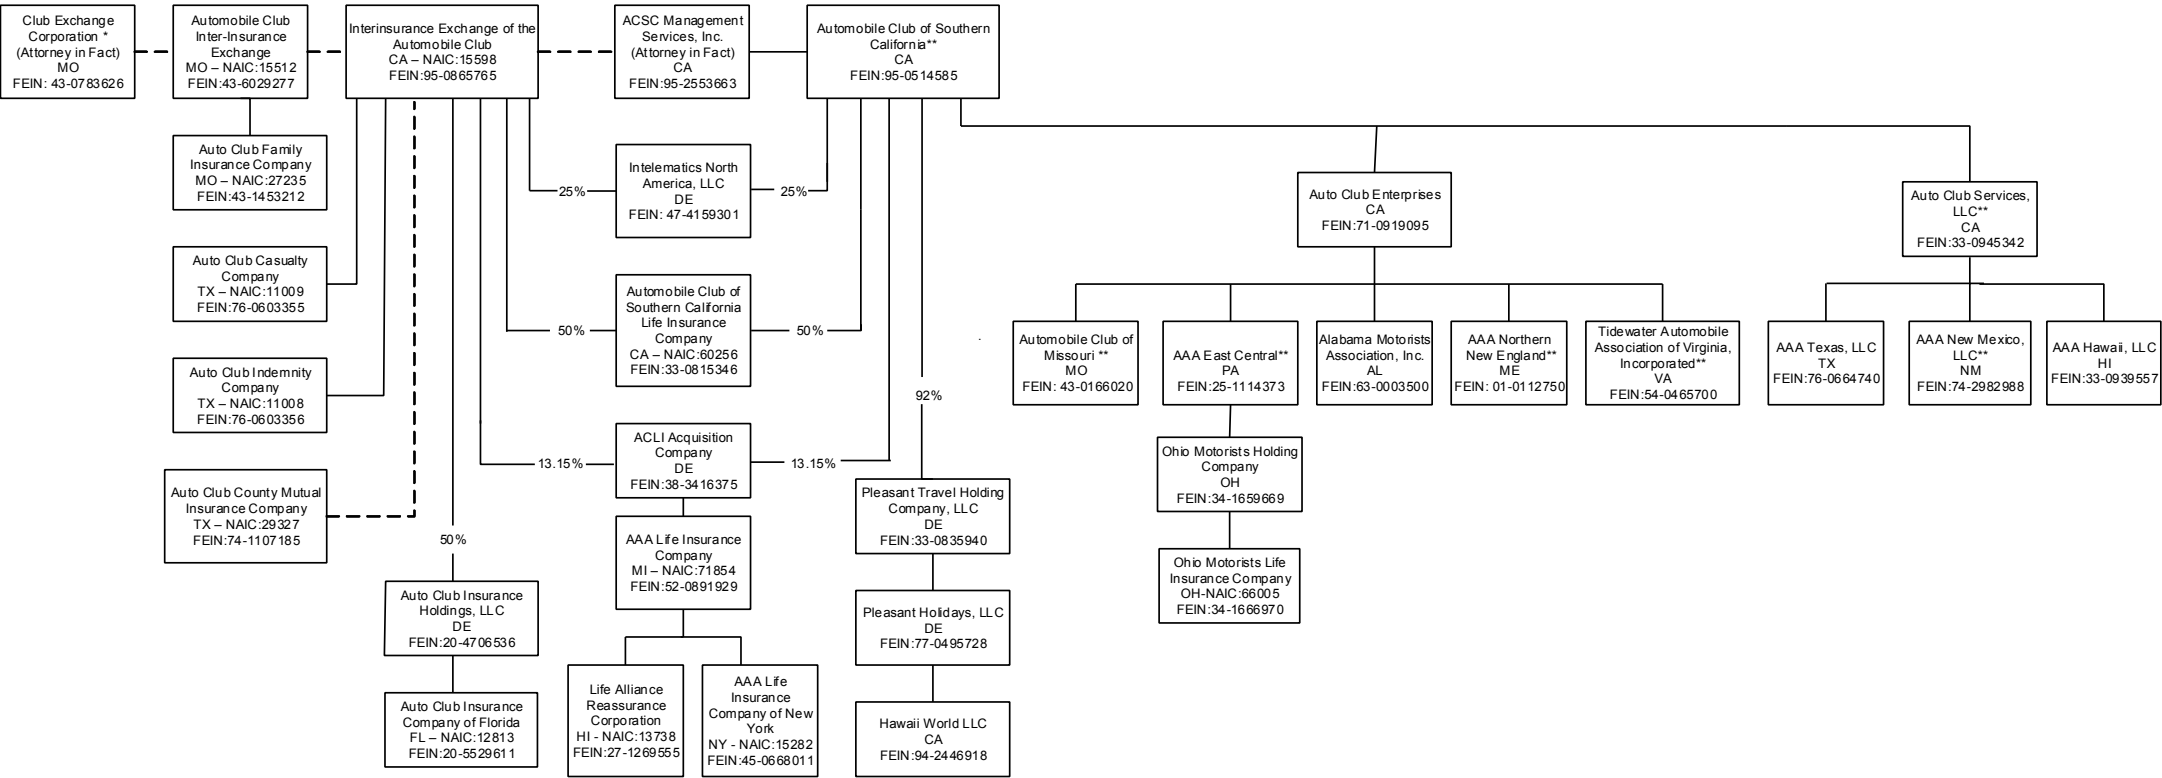 Club Exchange
Corporation *
(Attorney in Fact)
MO
FEIN: 43-0783626
Automobile Club
Inter-Insurance
Exchange
MO – NAIC:15512
FEIN:43-6029277
Interinsurance Exchange of the
Automobile Club
CA – NAIC:15598
FEIN:95-0865765
ACSC Management
Services, Inc.
(Attorney in Fact)
CA
FEIN:95-2553663
Automobile Club of Southern
California**
CA
FEIN:95-0514585
Auto Club Family
Insurance Company
MO – NAIC:27235
FEIN:43-1453212
Intelematics North
America, LLC
DE
FEIN: 47-4159301
25%
25%
Auto Club Enterprises
CA
FEIN:71-0919095
Auto Club Services,
LLC**
CA
FEIN:33-0945342
Auto Club Casualty
Company
TX – NAIC:11009
FEIN:76-0603355
Automobile Club of
Southern California
Life Insurance
Company
CA – NAIC:60256
FEIN:33-0815346
50%
50%
Automobile Club of
Missouri **
MO
FEIN: 43-0166020
AAA East Central**
PA
FEIN:25-1114373
Alabama Motorists
Association, Inc.
AL
FEIN:63-0003500
AAA Northern
New England**
ME
FEIN: 01-0112750
Tidewater Automobile
Association of Virginia,
Incorporated**
VA
FEIN:54-0465700
AAA Texas, LLC
TX
FEIN:76-0664740
AAA New Mexico,
LLC**
NM
FEIN:74-2982988
AAA Hawaii, LLC
HI
FEIN:33-0939557
Auto Club Indemnity
Company
TX – NAIC:11008
FEIN:76-0603356
92%
ACLI Acquisition
Company
DE
FEIN:38-3416375
13.15%
13.15%
Ohio Motorists Holding
Company
OH
FEIN:34-1659669
Auto Club County Mutual
Insurance Company
TX – NAIC:29327
FEIN:74-1107185
Pleasant Travel Holding
Company, LLC
DE
FEIN:33-0835940
50%
AAA Life Insurance
Company
MI – NAIC:71854
FEIN:52-0891929
Ohio Motorists Life
Insurance Company
OH-NAIC:66005
FEIN:34-1666970
Auto Club Insurance
Holdings, LLC
DE
FEIN:20-4706536
Pleasant Holidays, LLC
DE
FEIN:77-0495728
Auto Club Insurance
Company of Florida
FL – NAIC:12813
FEIN:20-5529611
Life Alliance
Reassurance
Corporation
HI - NAIC:13738
FEIN:27-1269555
AAA Life
Insurance
Company of New
York
NY - NAIC:15282
FEIN:45-0668011
Hawaii World LLC
CA
FEIN:94-2446918